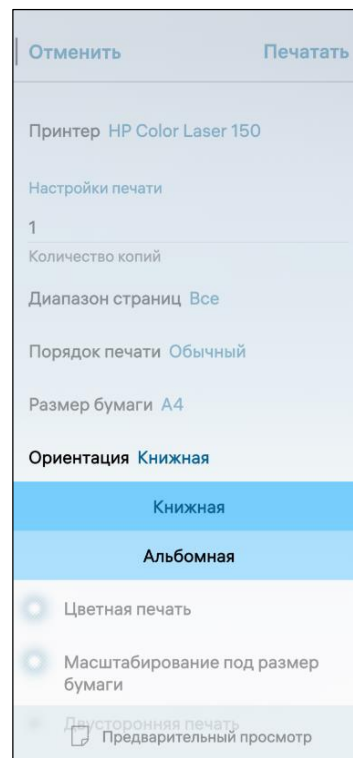 Отменить Печатать
Принтер HP Color Laser 150
Настройки печати
1
Количество копий
Диапазон страниц Все
Порядок печати Обычный
Размер бумаги A4
Ориентация Книжная
Книжная
Альбомная
Цветная печать
Масштабирование под размер
бумаги
Двусторонняя печать
Предварительный просмотр